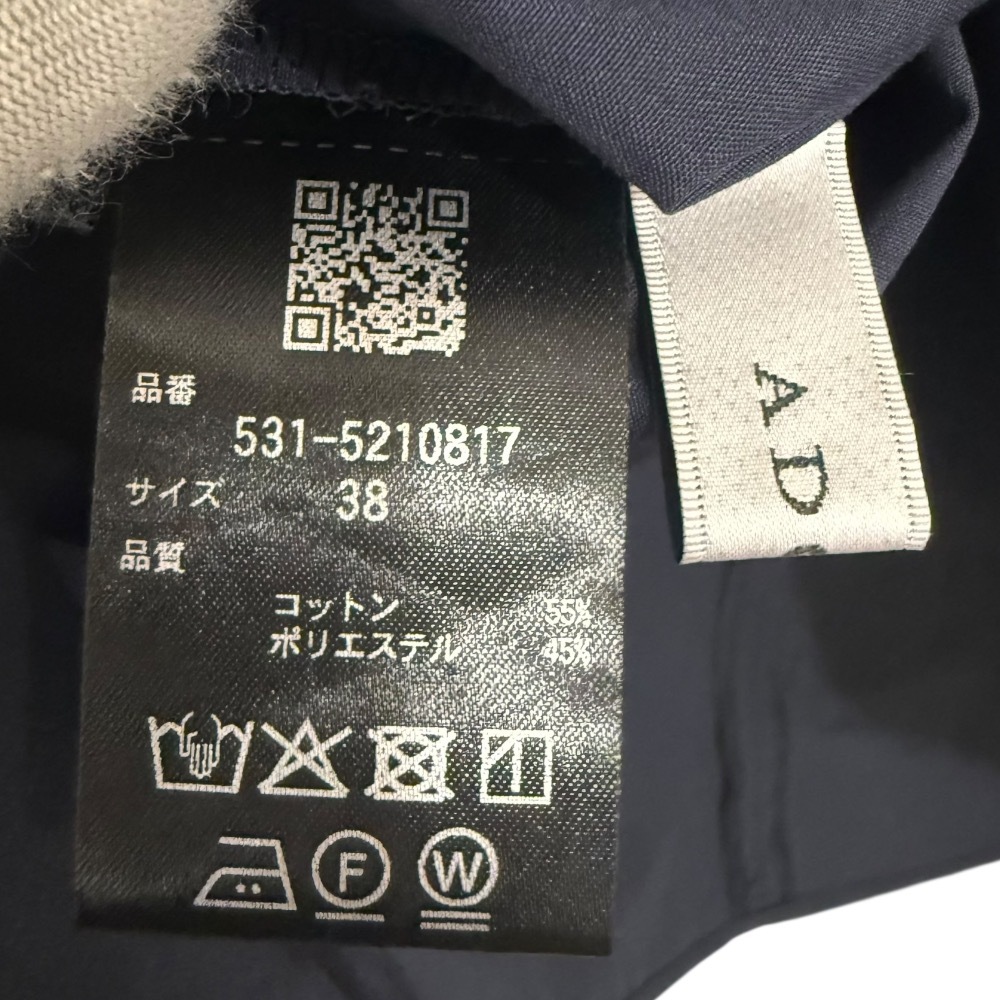 品番
531-5210817
サイズ 38
品質
コットン 55%
ポリエステル 45%
F W
AD